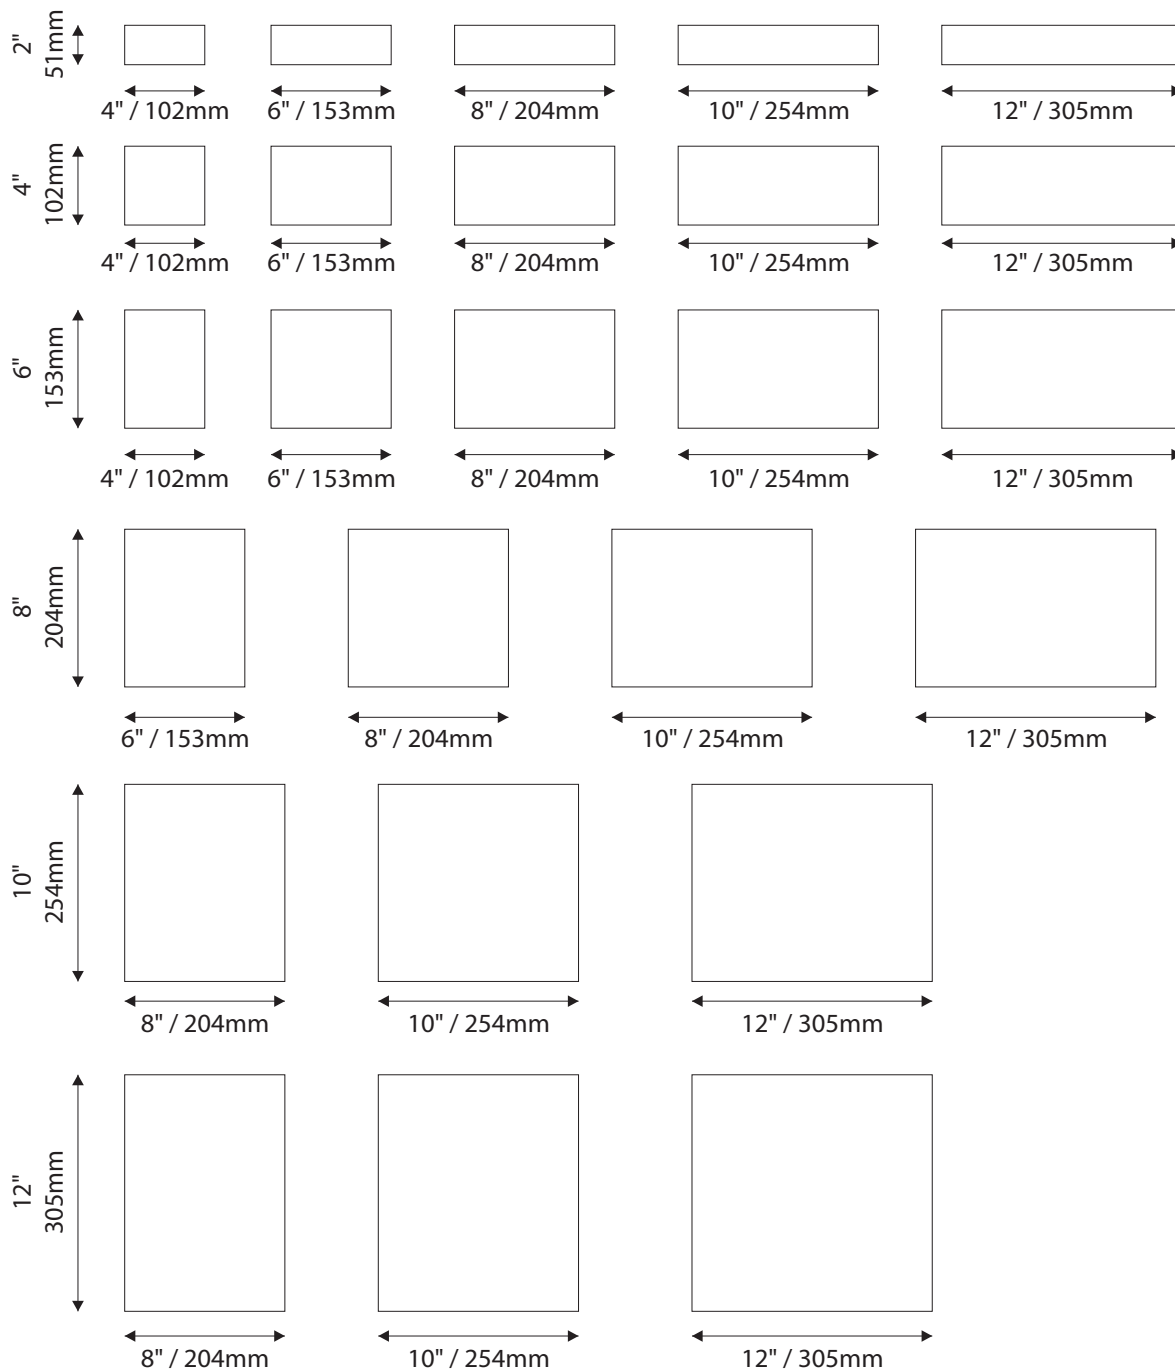 2"
51mm
4" / 102mm
6" / 153mm
8" / 204mm
10" / 254mm
12" / 305mm
4"
102mm
4" / 102mm
6" / 153mm
8" / 204mm
10" / 254mm
12" / 305mm
6"
153mm
4" / 102mm
6" / 153mm
8" / 204mm
10" / 254mm
12" / 305mm
8"
204mm
6" / 153mm
8" / 204mm
10" / 254mm
12" / 305mm
10"
254mm
8" / 204mm
10" / 254mm
12" / 305mm
12"
305mm
8" / 204mm
10" / 254mm
12" / 305mm